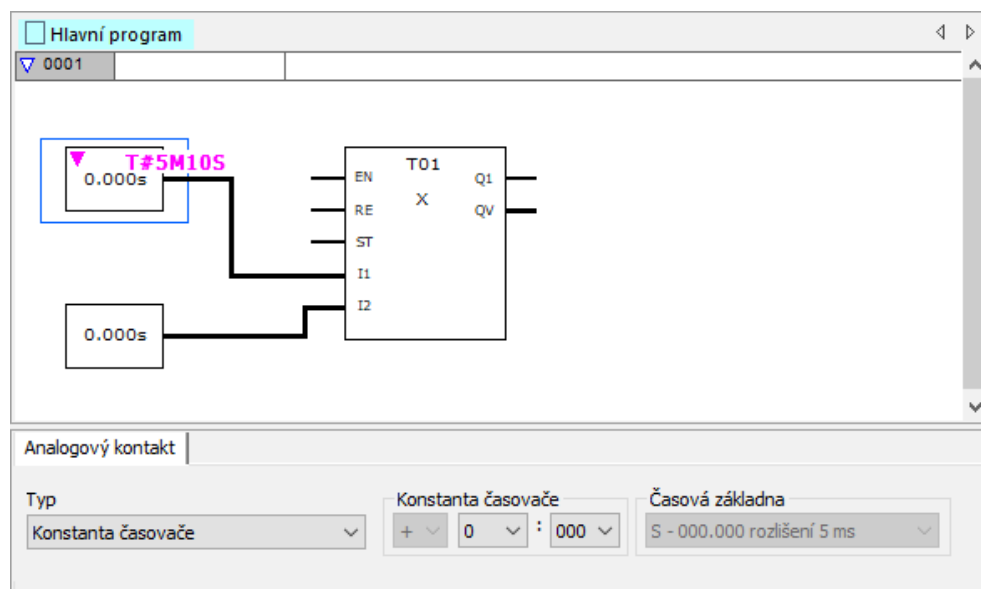 Hlavní program
0001
T#5M10S
0.000s
T01
X
EN
RE
ST
I1
I2
Q1
QV
0.000s
Analogový kontakt
Typ
Konstanta časovače
Konstanta časovače
+ 0 : 000
Časová základna
S - 000.000 rozlišení 5 ms